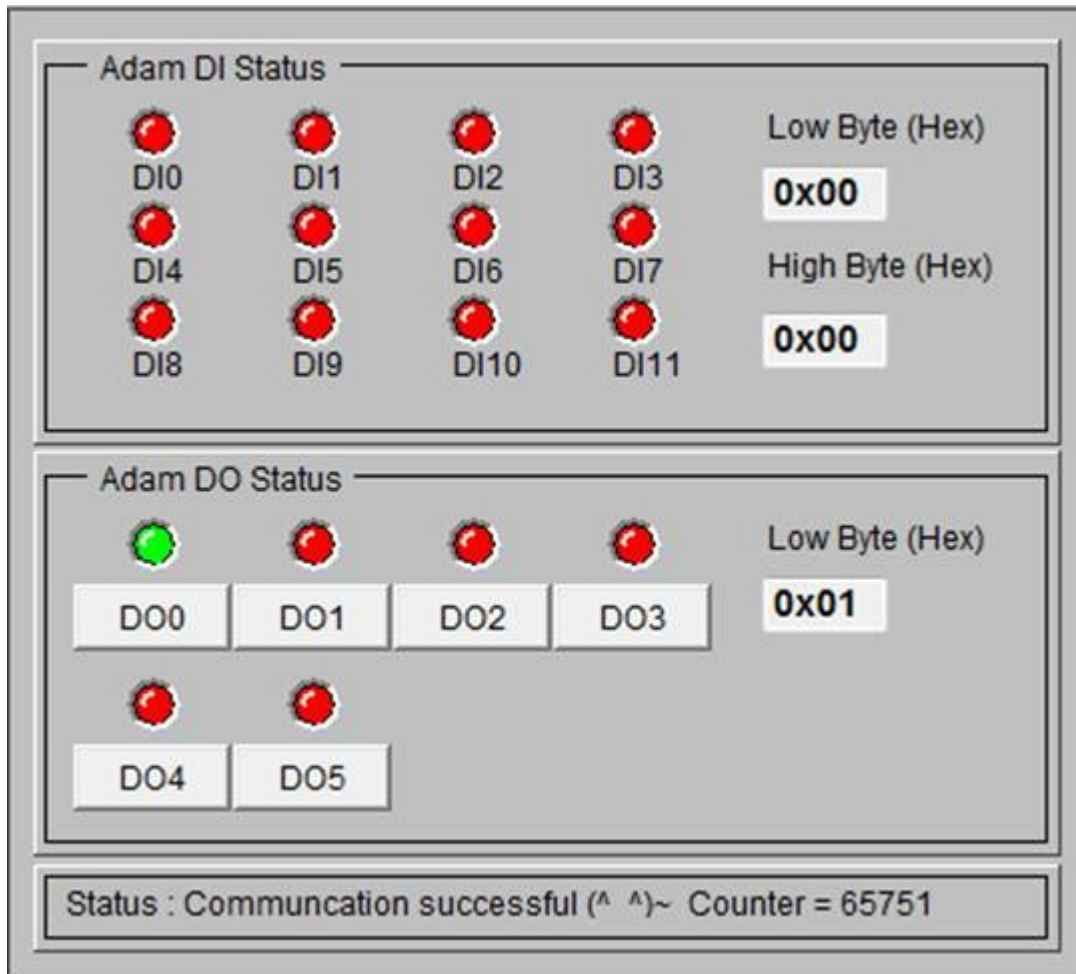 Adam DI Status
DI0 DI1 DI2 DI3
Low Byte (Hex)
0x00
DI4 DI5 DI6 DI7
High Byte (Hex)
0x00
DI8 DI9 DI10 DI11
Adam DO Status
Low Byte (Hex)
0x01
DO0 DO1 DO2 DO3
DO4 DO5
Status : Communcation successful (^ ^)~ Counter = 65751